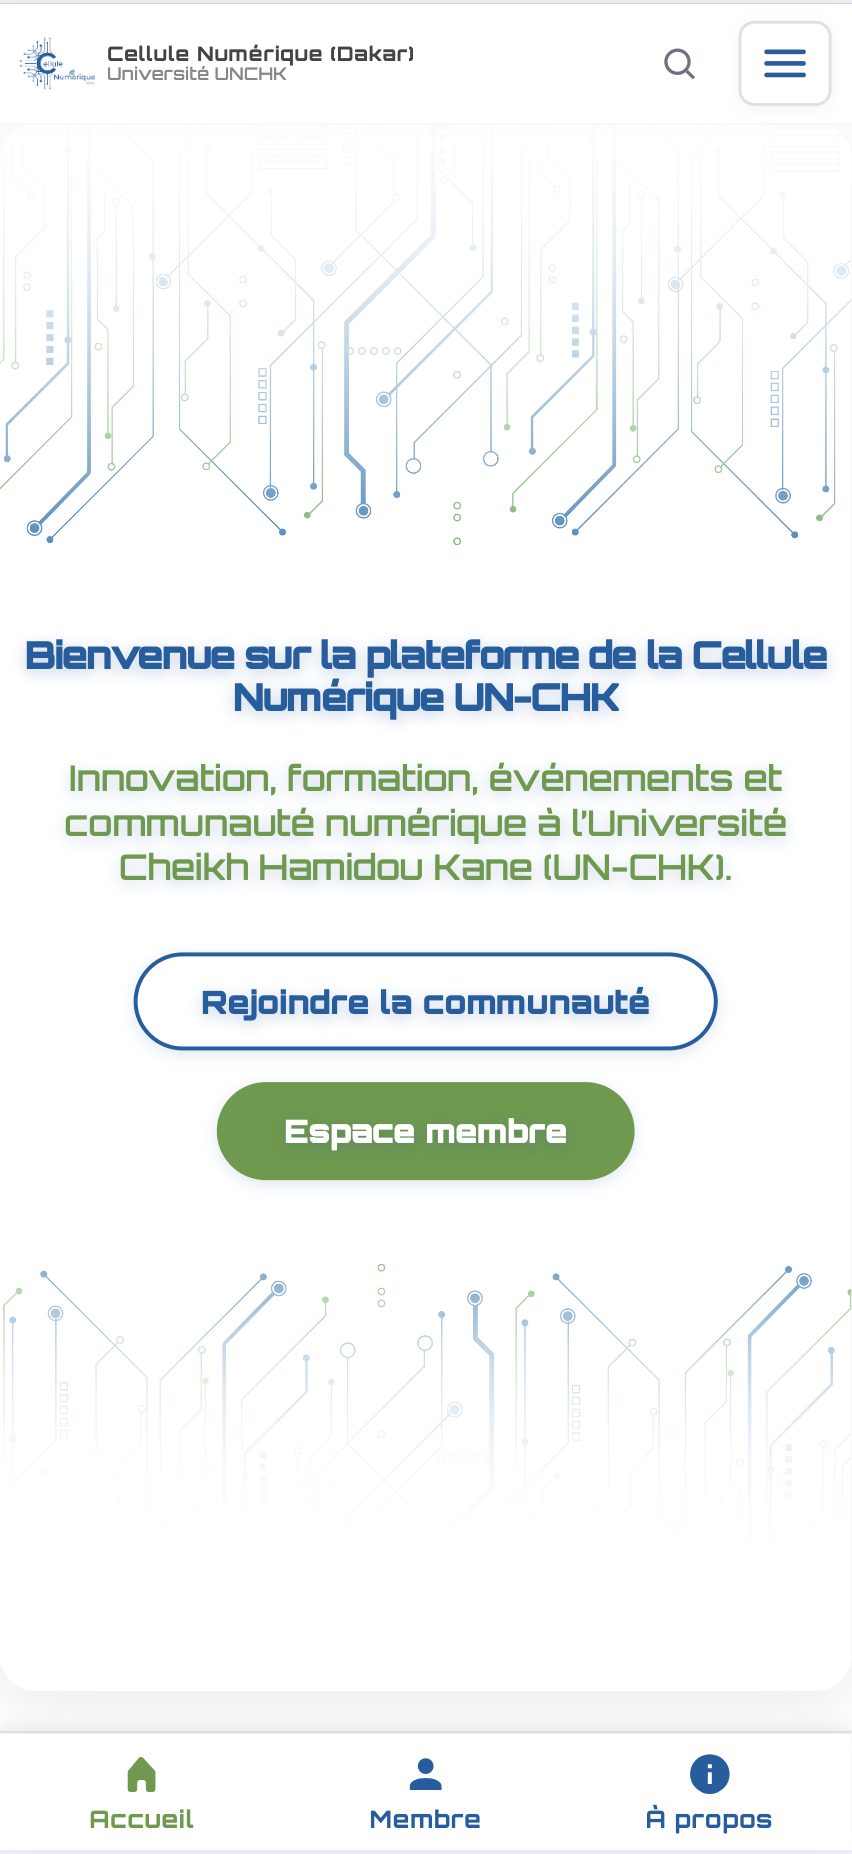 Cellule Numérique
Cellule Numérique (Dakar)
Université UNCHK
Bienvenue sur la plateforme de la Cellule
Numérique UN-CHK
Innovation, formation, événements et
communauté numérique à l'Université
Cheikh Hamidou Kane (UN-CHK).
Rejoindre la communauté
Espace membre
Accueil
Membre
À propos